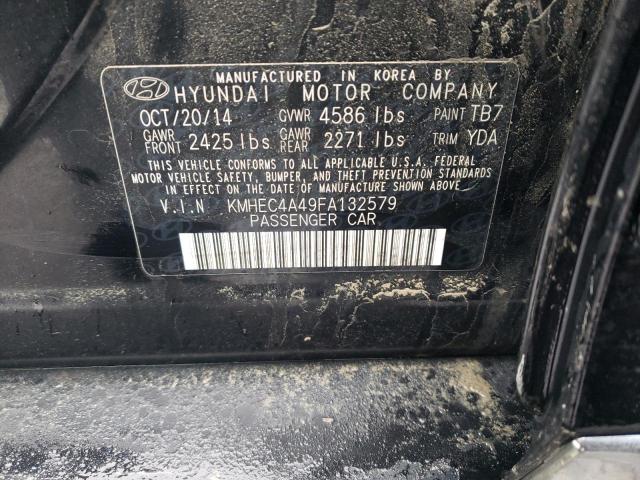 MANUFACTURED IN KOREA BY
HYUNDAI MOTOR COMPANY
OCT/20/14 GVWR 4586 lbs PAINT TB7
GAWR FRONT 2425 lbs GAWR REAR 2271 lbs TRIM YDA
THIS VEHICLE CONFORMS TO ALL APPLICABLE U.S.A. FEDERAL
MOTOR VEHICLE SAFETY, BUMPER, AND THEFT PREVENTION STANDARDS
IN EFFECT ON THE DATE OF MANUFACTURE SHOWN ABOVE.
V.I.N KMHEC4A49FA132579
PASSENGER CAR